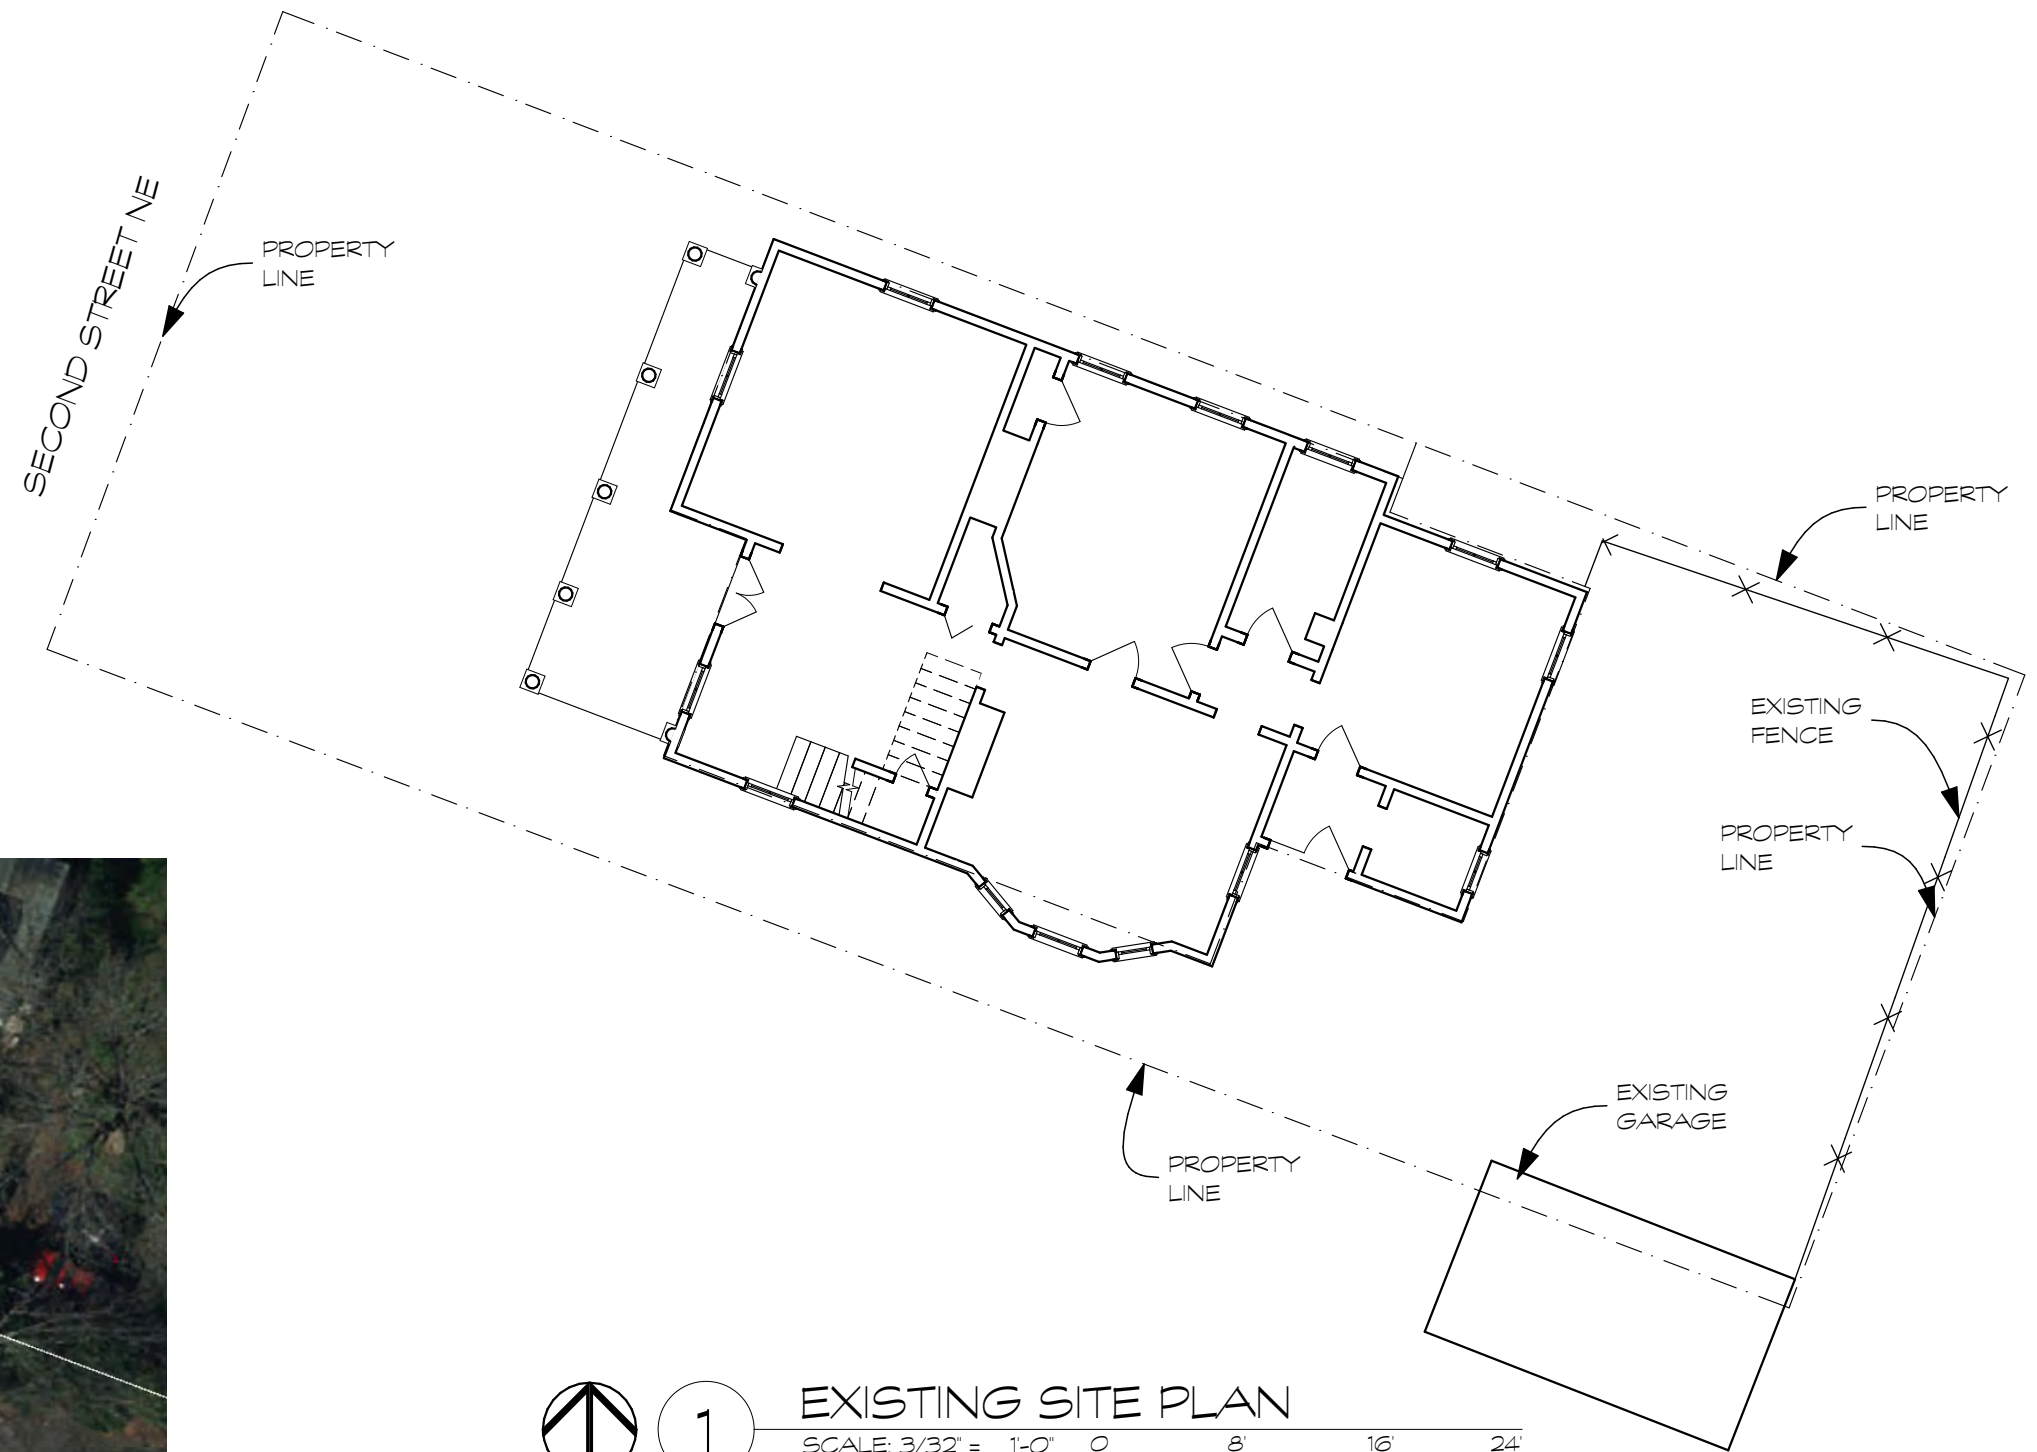 SECOND STREET NE
PROPERTY
LINE
PROPERTY
LINE
EXISTING
FENCE
PROPERTY
LINE
EXISTING
GARAGE
PROPERTY
LINE
1
EXISTING SITE PLAN
SCALE: 3/32" = 1'-0" 0 8' 16' 24'